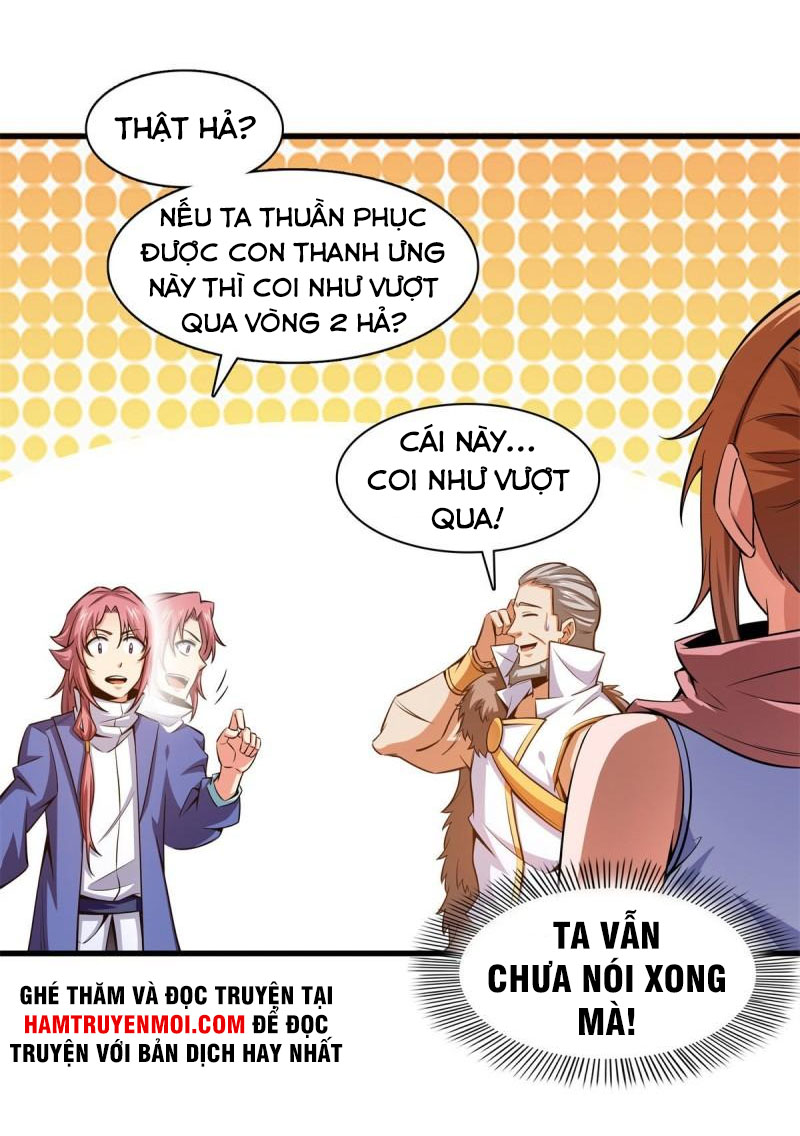 THẬT HẢ?
NẾU TA THUẦN PHỤC
ĐƯỢC CON THANH ƯNG
NÀY THÌ COI NHƯ VƯỢT
QUA VÒNG 2 HẢ?
CÁI NÀY...
COI NHƯ VƯỢT
QUA!
TA VẪN
CHƯA NÓI XONG
MÀ!
GHÉ THĂM VÀ ĐỌC TRUYỆN TẠI
HAMTRUYENMOI.COM ĐỂ ĐỌC
TRUYỆN VỚI BẢN DỊCH HAY NHẤT